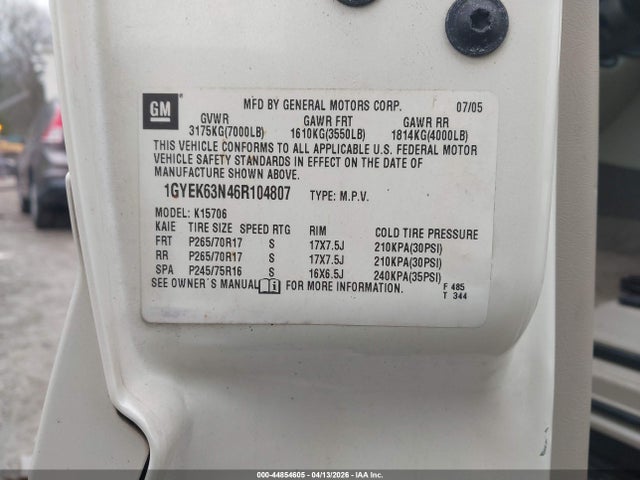 GM
MFD BY GENERAL MOTORS CORP. 07/05
GVWR GAWR FRT GAWR RR
3175KG(7000LB) 1610KG(3550LB) 1814KG(4000LB)
THIS VEHICLE CONFORMS TO ALL APPLICABLE U.S. FEDERAL MOTOR
VEHICLE SAFETY STANDARDS IN EFFECT ON THE DATE OF
MANUFACTURE SHOWN ABOVE.
1GYEK63N46R104807 TYPE: M.P.V.
MODEL: K15706
KAIE TIRE SIZE SPEED RTG RIM COLD TIRE PRESSURE
FRT P265/70R17 S 17X7.5J 210KPA(30PSI)
RR P265/70R17 S 17X7.5J 210KPA(30PSI)
SPA P245/75R16 S 16X6.5J 240KPA(35PSI)
SEE OWNER'S MANUAL i FOR MORE INFORMATION.
F 485
T 344
000-44854605 - 04/13/2026 - IAA Inc.